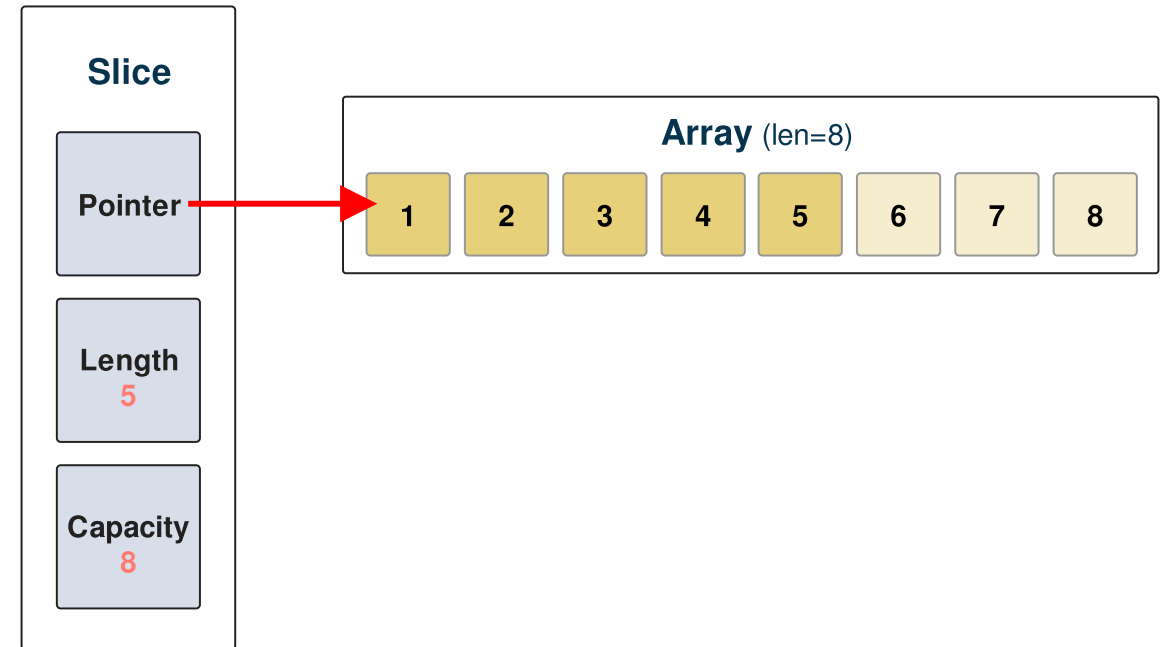 Slice
Pointer
Length
5
Capacity
8
Array (len=8)
1 2 3 4 5 6 7 8